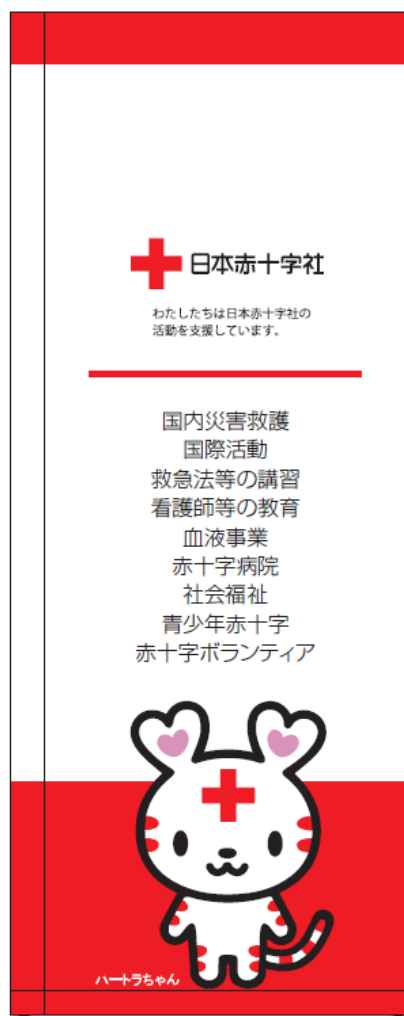 日本赤十字社
わたしたちは日本赤十字社の
活動を支援しています。
国内災害救護
国際活動
救急法等の講習
看護師等の教育
血液事業
赤十字病院
社会福祉
青少年赤十字
赤十字ボランティア
ハートラちゃん